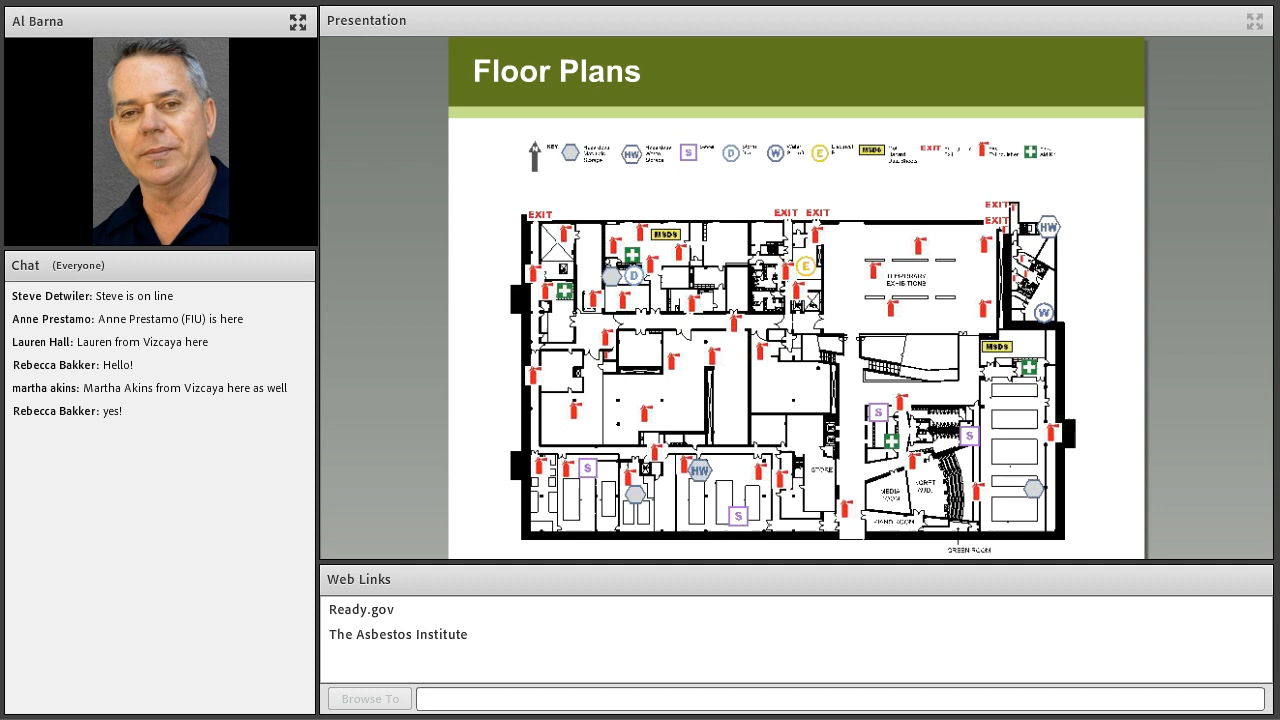 Al Barna
Presentation
Floor Plans
N
KEY
HW
S
D
W
E
MSDS
EXIT
EXIT
EXIT
EXIT
EXIT
EXIT
MSDS
HW
D
E
TEMPORARY
EXHIBITIONS
W
MSDS
S
S
S
HW
S
STORE
MEDIA
ROOM
PIANO ROOM
GREEN ROOM
Chat (Everyone)
Steve Detwiler: Steve is on line
Anne Prestamo: Anne Prestamo (FIU) is here
Lauren Hall: Lauren from Vizcaya here
Rebecca Bakker: Hello!
martha akins: Martha Akins from Vizcaya here as well
Rebecca Bakker: yes!
Web Links
Ready.gov
The Asbestos Institute
Browse To